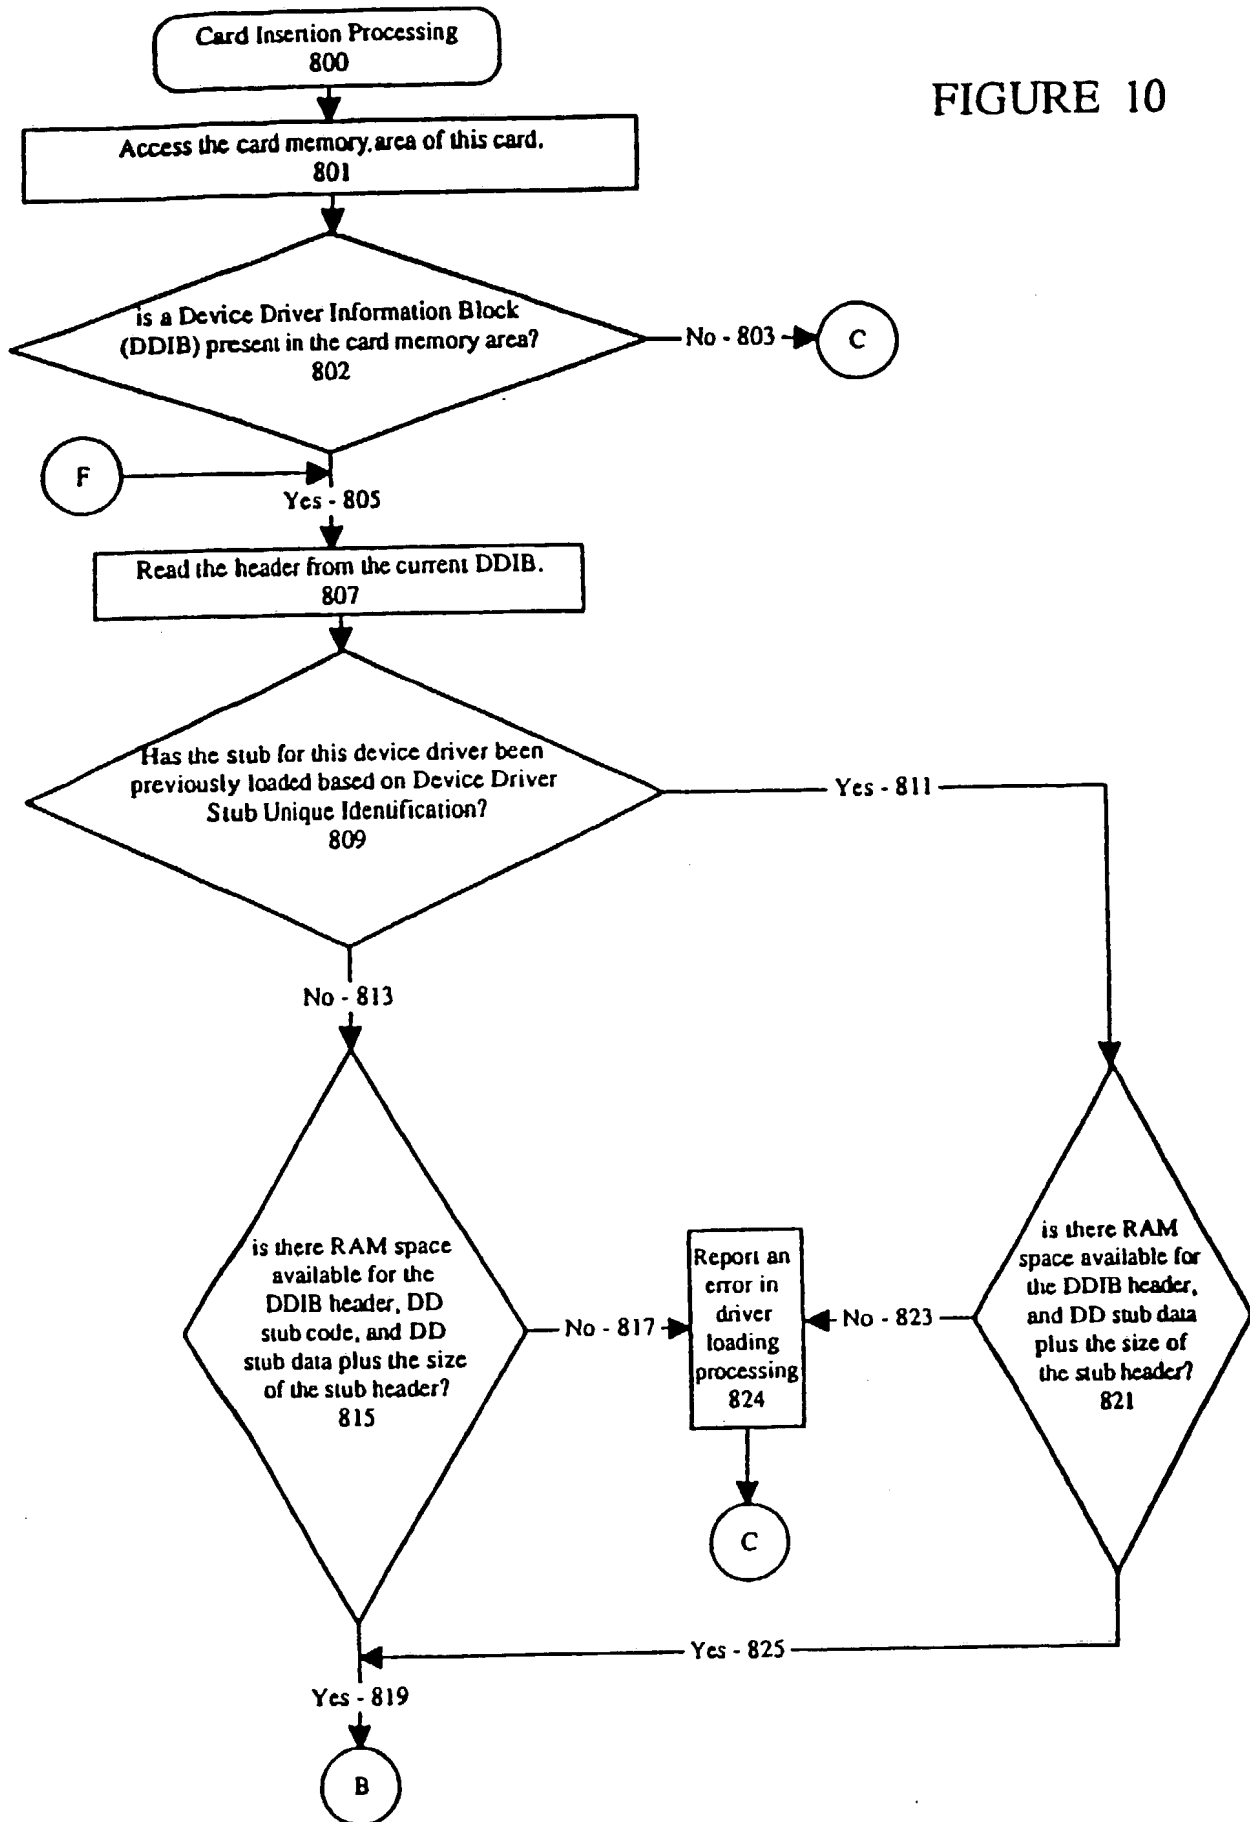 Card Insertion Processing
800
FIGURE 10
Access the card memory area of this card.
801
is a Device Driver Information Block
(DDIB) present in the card memory area?
802
No - 803
C
F
Yes - 805
Read the header from the current DDIB.
807
Has the stub for this device driver been
previously loaded based on Device Driver
Stub Unique Identification?
809
Yes - 811
No - 813
is there RAM space
available for the
DDIB header, DD
stub code, and DD
stub data plus the size
of the stub header?
815
No - 817
Report an
error in
driver
loading
processing
824
No - 823
is there RAM
space available for
the DDIB header,
and DD stub data
plus the size of
the stub header?
821
C
Yes - 825
Yes - 819
B